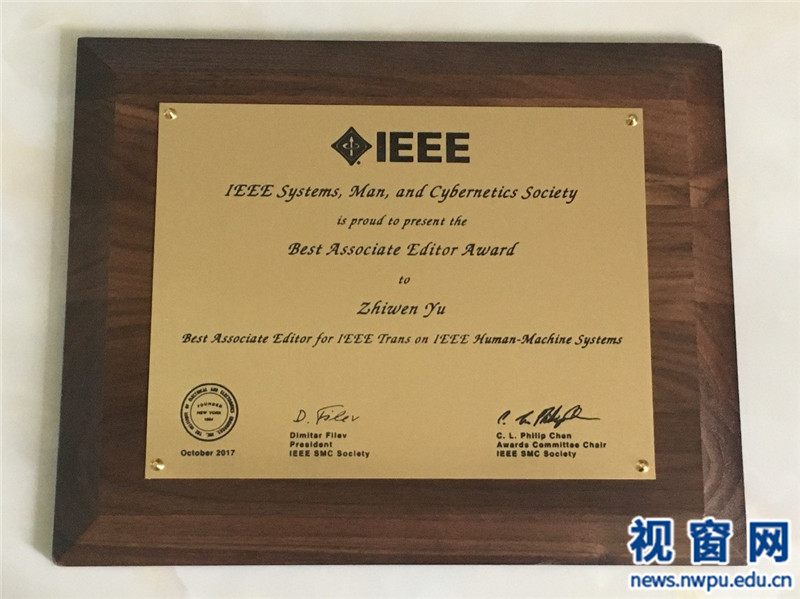 IEEE
IEEE Systems, Man, and Cybernetics Society
is proud to present the
Best Associate Editor Award
to
Zhiwen Yu
Best Associate Editor for IEEE Trans on IEEE Human-Machine Systems
FOUNDED
NEW YORK
October 2017
D. Filev
Dimitar Filev
President
IEEE SMC Society
C. L. Philip Chen
Awards Committee Chair
IEEE SMC Society
视窗网
news.nwpu.edu.cn